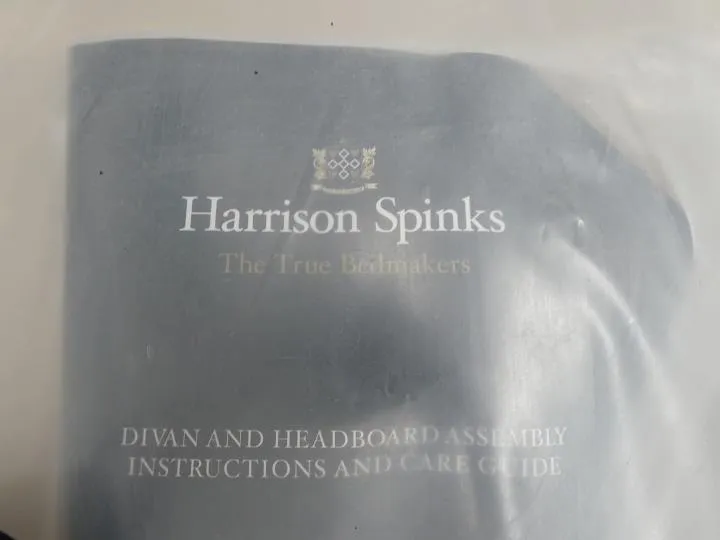 Harrison Spinks
The True Bedmakers
DIVAN AND HEADBOARD ASSEMBLY
INSTRUCTIONS AND CARE GUIDE